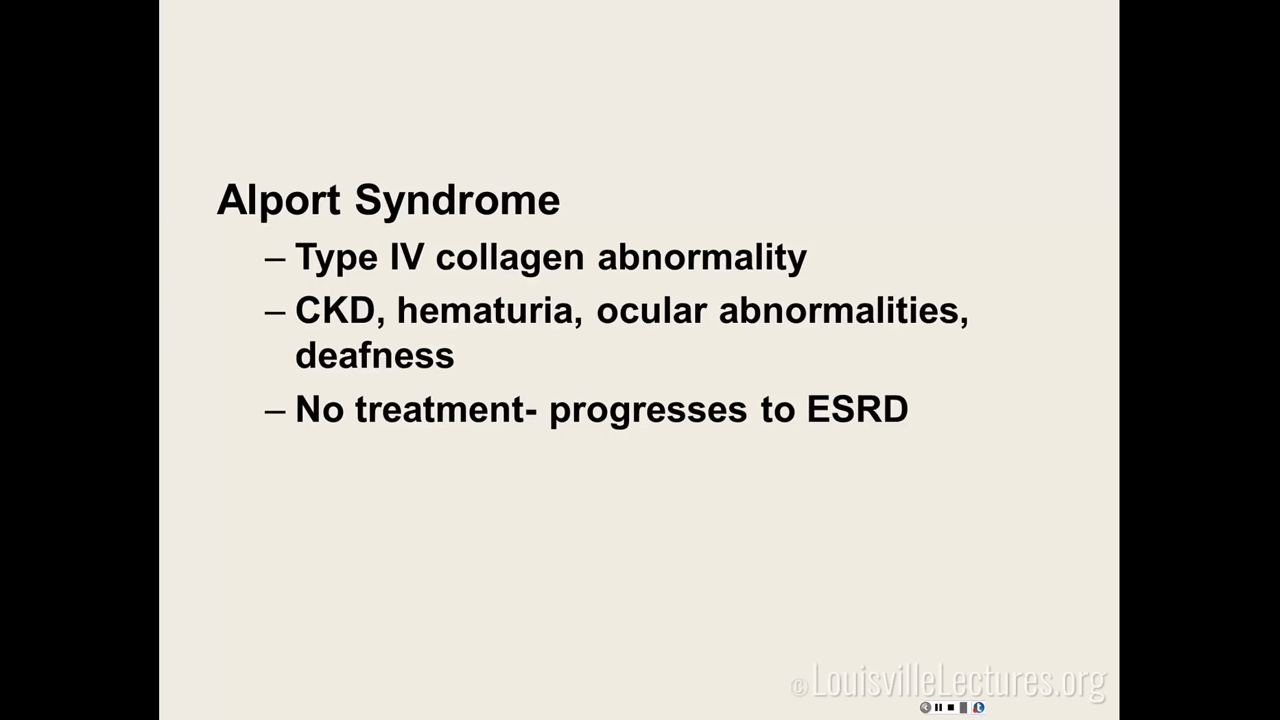 Alport Syndrome
– Type IV collagen abnormality
– CKD, hematuria, ocular abnormalities,
deafness
– No treatment- progresses to ESRD
©LouisvilleLectures.org